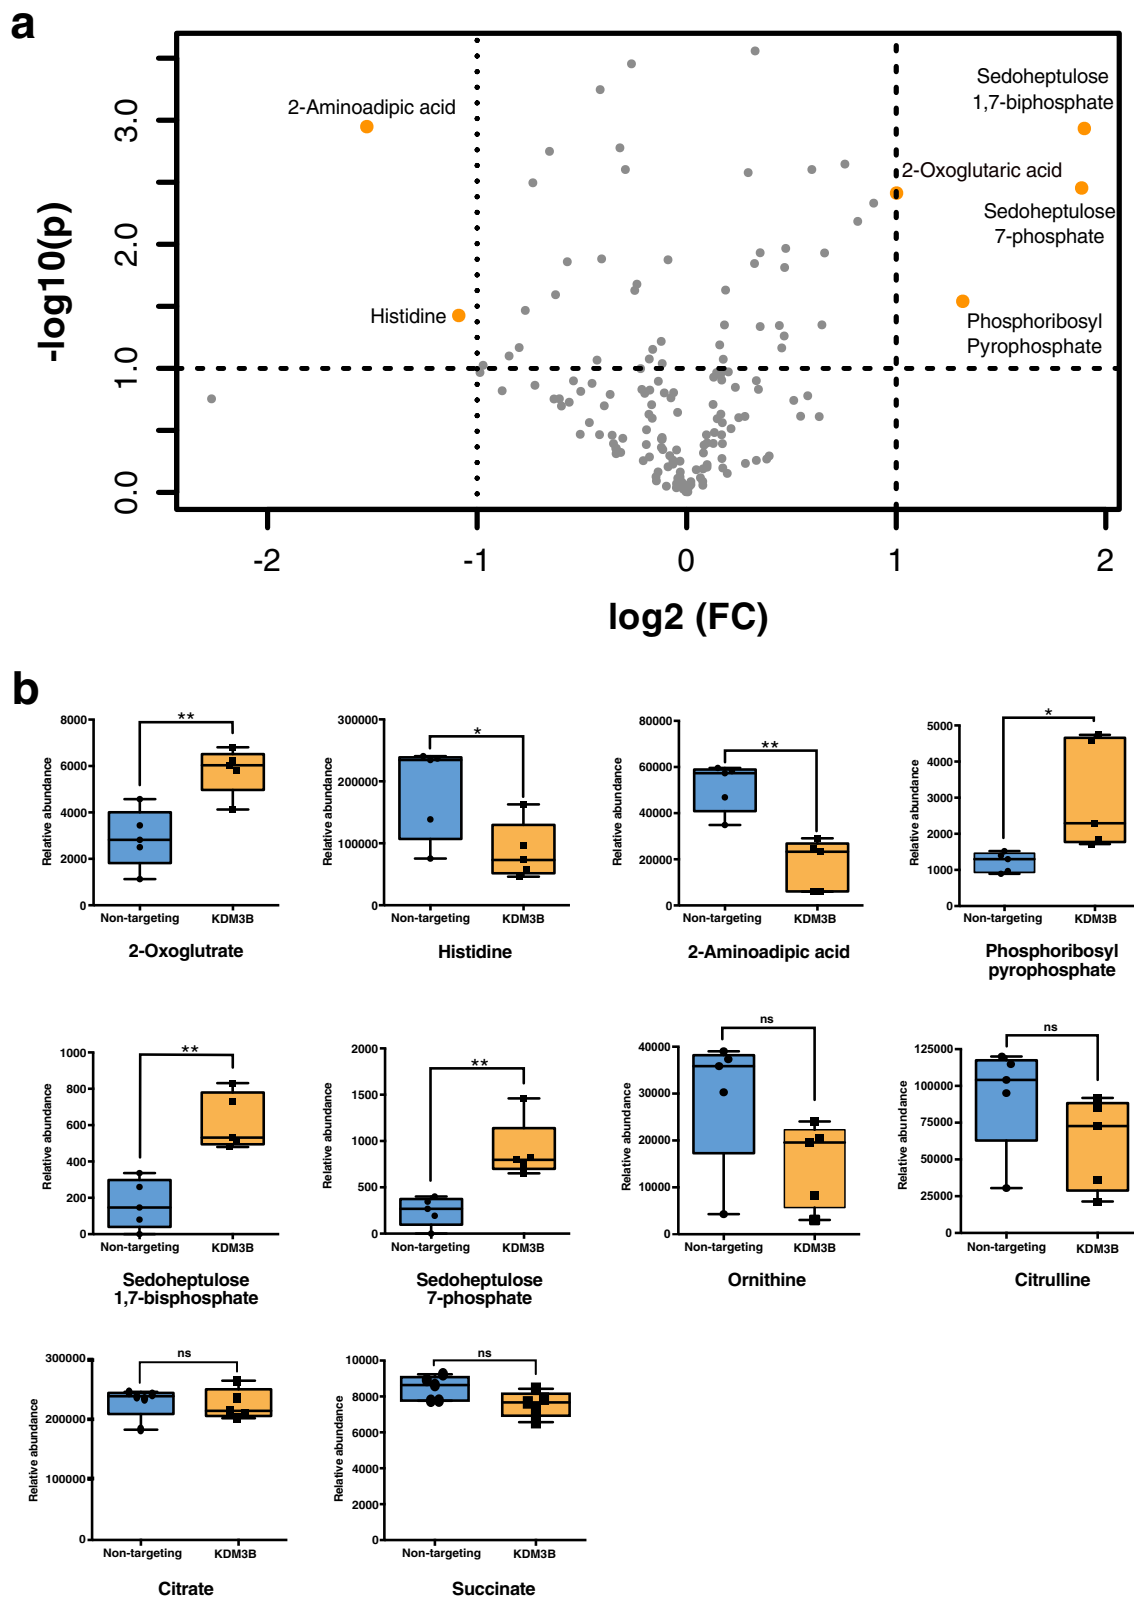 a
-log10(p)
3.0
2.0
1.0
0.0
2-Aminoadipic acid
Histidine
Sedoheptulose
1,7-biphosphate
2-Oxoglutaric acid
Sedoheptulose
7-phosphate
Phosphoribosyl
Pyrophosphate
-2
-1
0
1
2
log2 (FC)
b
Relative abundance
8000
6000
4000
2000
0
**
Non-targeting
KDM3B
2-Oxoglutrate
Relative abundance
300000
200000
100000
0
*
Non-targeting
KDM3B
Histidine
Relative abundance
80000
60000
40000
20000
0
**
Non-targeting
KDM3B
2-Aminoadipic acid
Relative abundance
5000
4000
3000
2000
1000
0
*
Non-targeting
KDM3B
Phosphoribosyl
pyrophosphate
Relative abundance
1000
800
600
400
200
0
**
Non-targeting
KDM3B
Sedoheptulose
1,7-bisphosphate
Relative abundance
2000
1500
1000
500
0
**
Non-targeting
KDM3B
Sedoheptulose
7-phosphate
Relative abundance
40000
30000
20000
10000
0
ns
Non-targeting
KDM3B
Ornithine
Relative abundance
125000
100000
75000
50000
25000
0
ns
Non-targeting
KDM3B
Citrulline
Relative abundance
300000
200000
100000
0
ns
Non-targeting
KDM3B
Citrate
Relative abundance
10000
8000
6000
4000
2000
0
ns
Non-targeting
KDM3B
Succinate